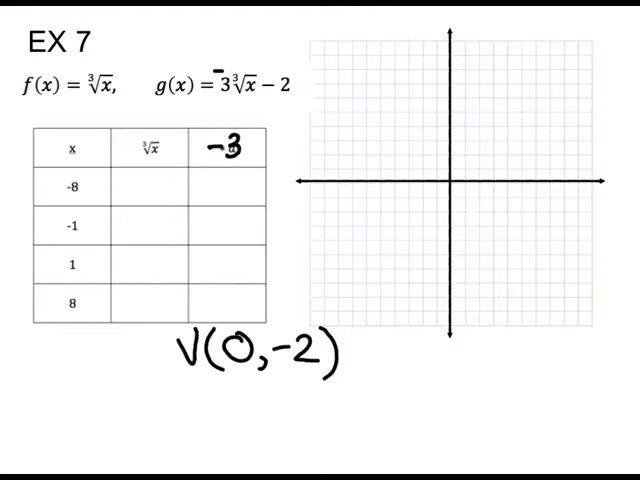 EX 7
f(x) = ∛x, g(x) = -3∛x − 2
x ∛x -3
-8
-1
1
8
V(0,-2)